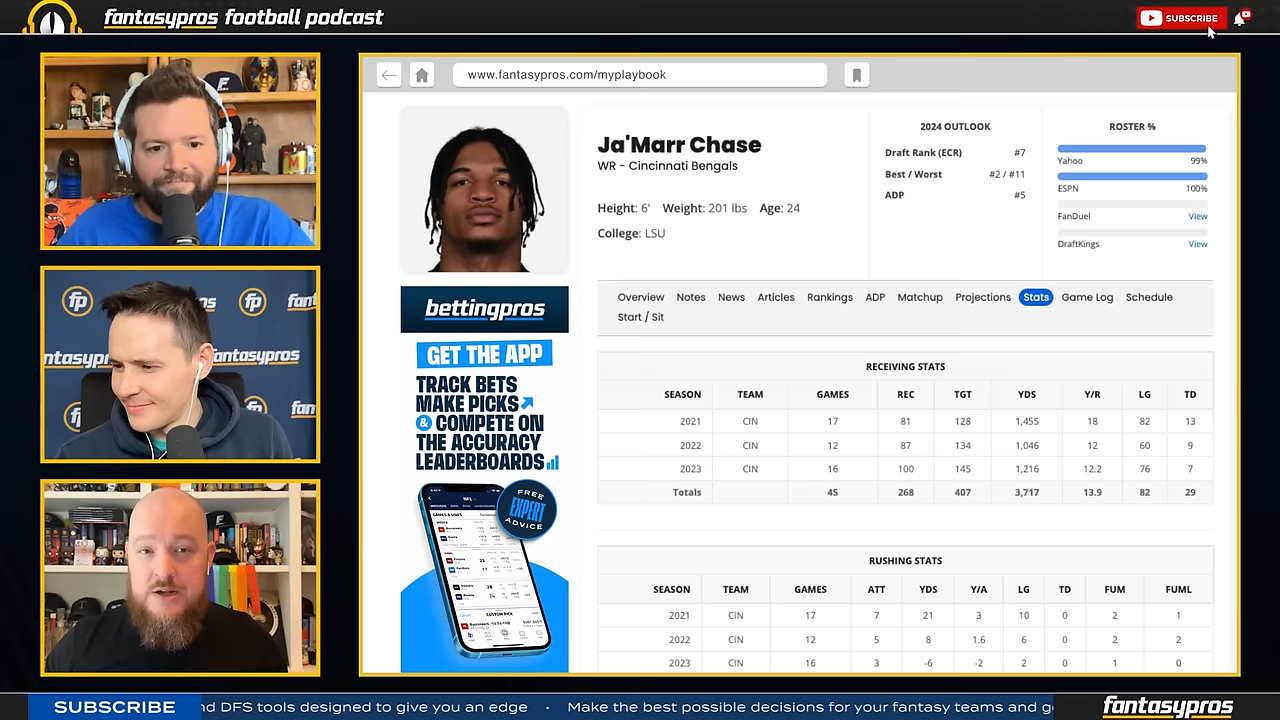 fantasypros football podcast
SUBSCRIBE
www.fantasypros.com/myplaybook
Ja'Marr Chase
WR - Cincinnati Bengals
Height: 6' Weight: 201 lbs Age: 24
College: LSU
2024 OUTLOOK
Draft Rank (ECR) #7
Best / Worst #2 / #11
ADP #5
ROSTER %
Yahoo 99%
ESPN 100%
FanDuel View
DraftKings View
Overview Notes News Articles Rankings ADP Matchup Projections Stats Game Log Schedule
Start / Sit
bettingpros
GET THE APP
TRACK BETS
MAKE PICKS
& COMPETE ON
THE ACCURACY
LEADERBOARDS
FREE
EXPERT
ADVICE
RECEIVING STATS
SEASON TEAM GAMES REC TGT YDS Y/R LG TD
2021 CIN 17 81 128 1,455 18 82 13
2022 CIN 12 87 134 1,046 12 60 9
2023 CIN 16 100 145 1,216 12.2 76 7
Totals 45 268 407 3,717 13.9 82 29
RUSHING STATS
SEASON TEAM GAMES ATT YDS Y/A LG TD FUM FUML
2021 CIN 17 7 21 3 10 0 2 1
2022 CIN 12 5 8 1.6 6 0 2 2
2023 CIN 16 3 -6 -2 2 0 1 0
fp
fp
fantasypros
SUBSCRIBE
nd DFS tools designed to give you an edge · Make the best possible decisions for your fantasy teams and g
fantasypros